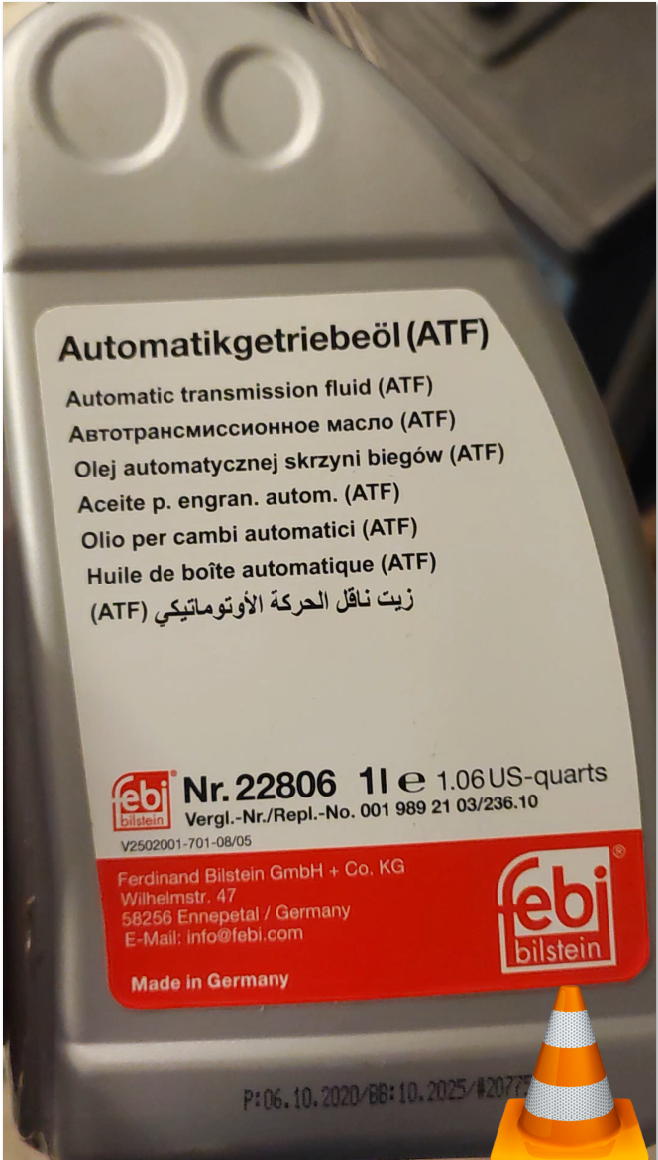 Automatikgetriebeöl (ATF)
Automatic transmission fluid (ATF)
Автотрансмиссионное масло (ATF)
Olej automatycznej skrzyni biegów (ATF)
Aceite p. engran. autom. (ATF)
Olio per cambi automatici (ATF)
Huile de boîte automatique (ATF)
زيت ناقل الحركة الأوتوماتيكي (ATF)
febi
bilstein
Nr. 22806 1l e 1.06 US-quarts
Vergl.-Nr./Repl.-No. 001 989 21 03/236.10
V2502001-701-08/05
Ferdinand Bilstein GmbH + Co. KG
Wilhelmstr. 47
58256 Ennepetal / Germany
E-Mail: info@febi.com
Made in Germany
febi
bilstein
P:06.10.2020/BB:10.2025/